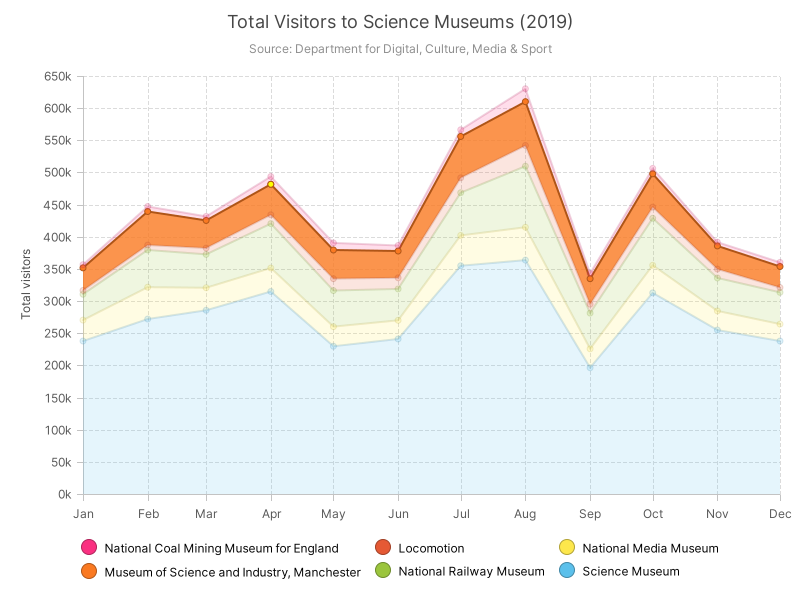 Total Visitors to Science Museums (2019)
Source: Department for Digital, Culture, Media & Sport
Total visitors
650k
600k
550k
500k
450k
400k
350k
300k
250k
200k
150k
100k
50k
0k
Jan Feb Mar Apr May Jun Jul Aug Sep Oct Nov Dec
National Coal Mining Museum for England Locomotion National Media Museum
Museum of Science and Industry, Manchester National Railway Museum Science Museum